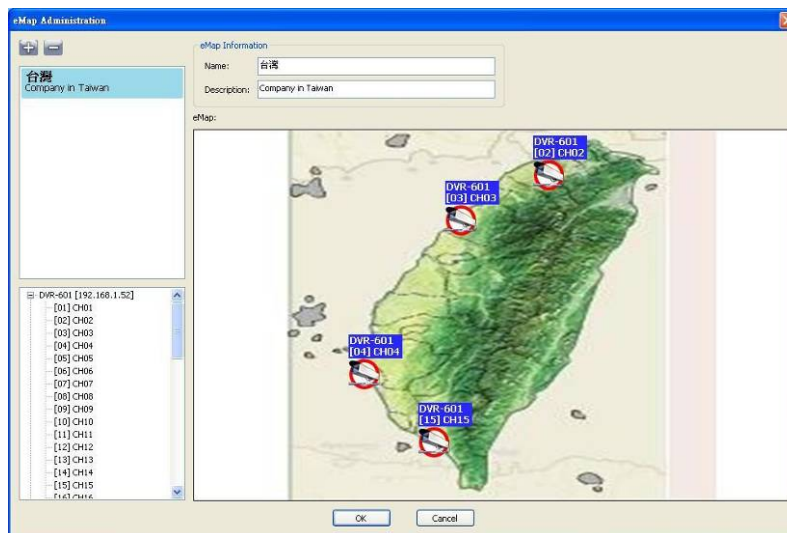 eMap Administration
eMap Information
Name: 台灣
Description: Company in Taiwan
台灣
Company in Taiwan
eMap:
DVR-601
[02] CH02
DVR-601
[03] CH03
DVR-601
[04] CH04
DVR-601
[15] CH15
DVR-601 [192.168.1.52]
[01] CH01
[02] CH02
[03] CH03
[04] CH04
[05] CH05
[06] CH06
[07] CH07
[08] CH08
[09] CH09
[10] CH10
[11] CH11
[12] CH12
[13] CH13
[14] CH14
[15] CH15
[16] CH16
OK
Cancel